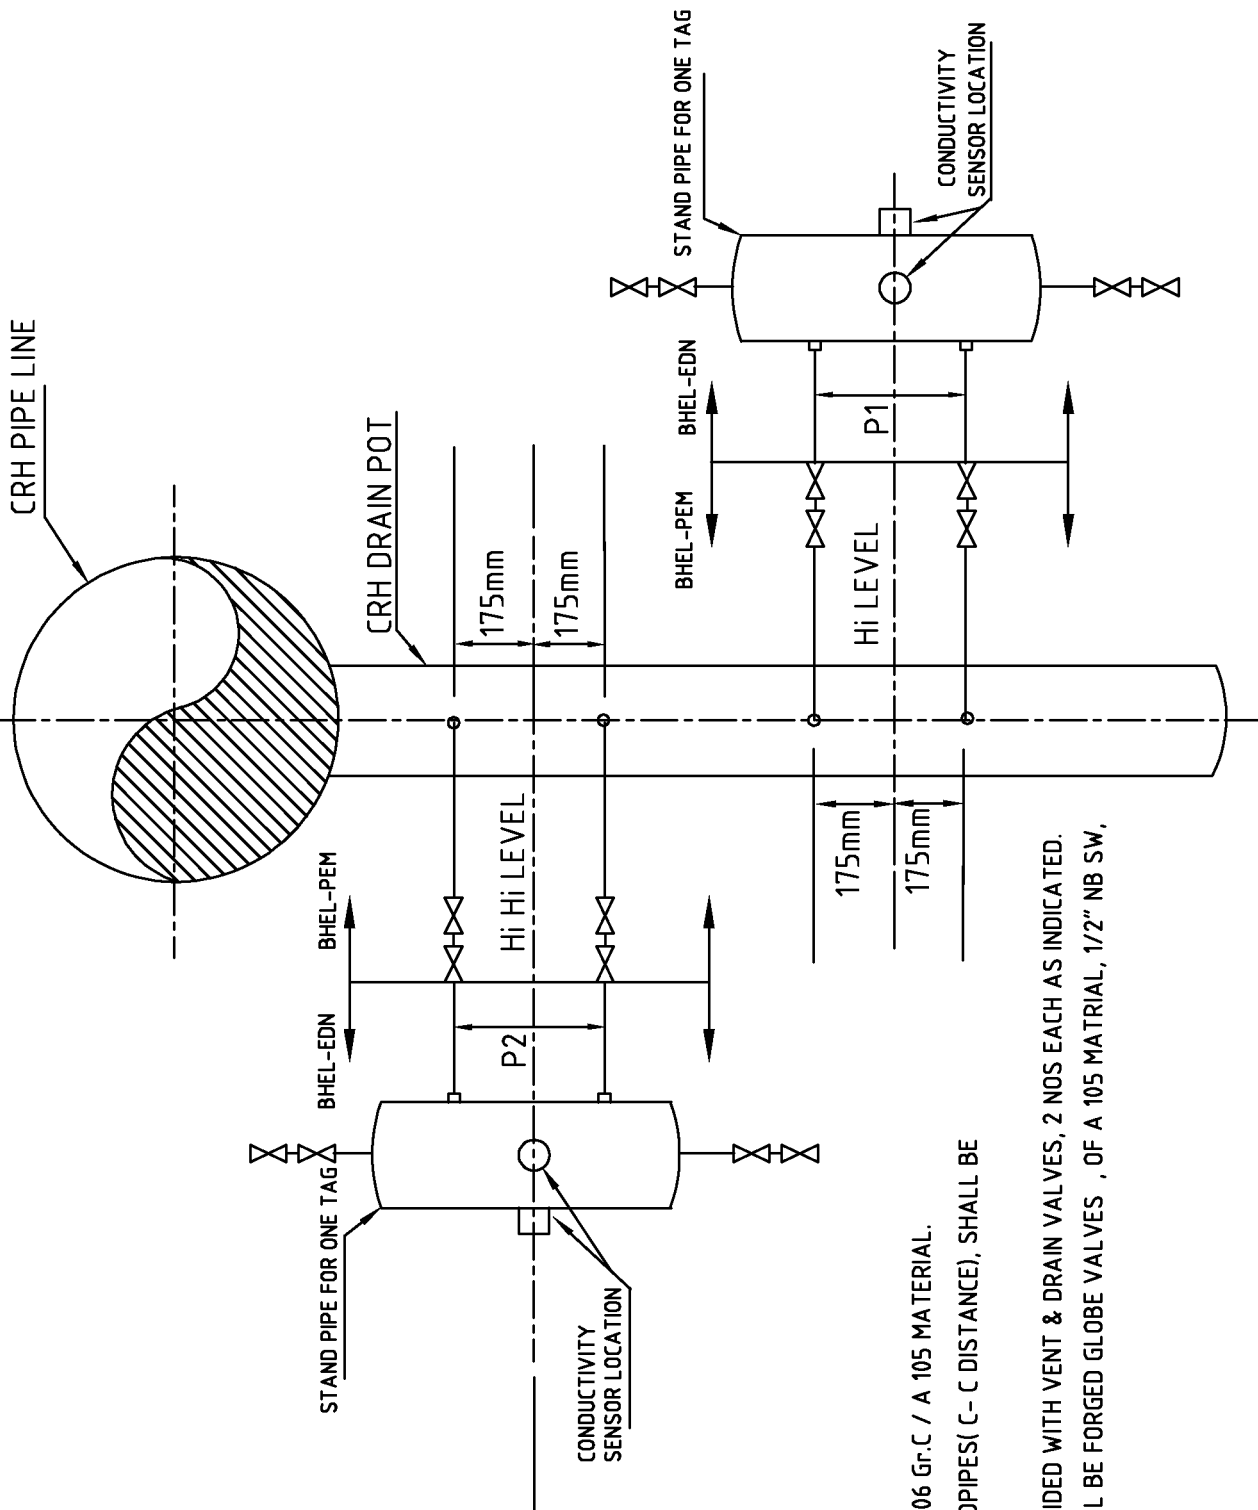 CRH PIPE LINE
STAND PIPE FOR ONE TAG
CONDUCTIVITY
SENSOR LOCATION
CRH DRAIN POT
BHEL-PEM
BHEL-EDN
175mm
175mm
P1
Hi LEVEL
BHEL-EDN
BHEL-PEM
P2
Hi Hi LEVEL
175mm
175mm
STAND PIPE FOR ONE TAG
CONDUCTIVITY
SENSOR LOCATION
06 Gr.C / A 105 MATERIAL.
OPIPES( C- C DISTANCE), SHALL BE
IDED WITH VENT & DRAIN VALVES, 2 NOS EACH AS INDICATED.
L BE FORGED GLOBE VALVES , OF A 105 MATRIAL, 1/2" NB SW,